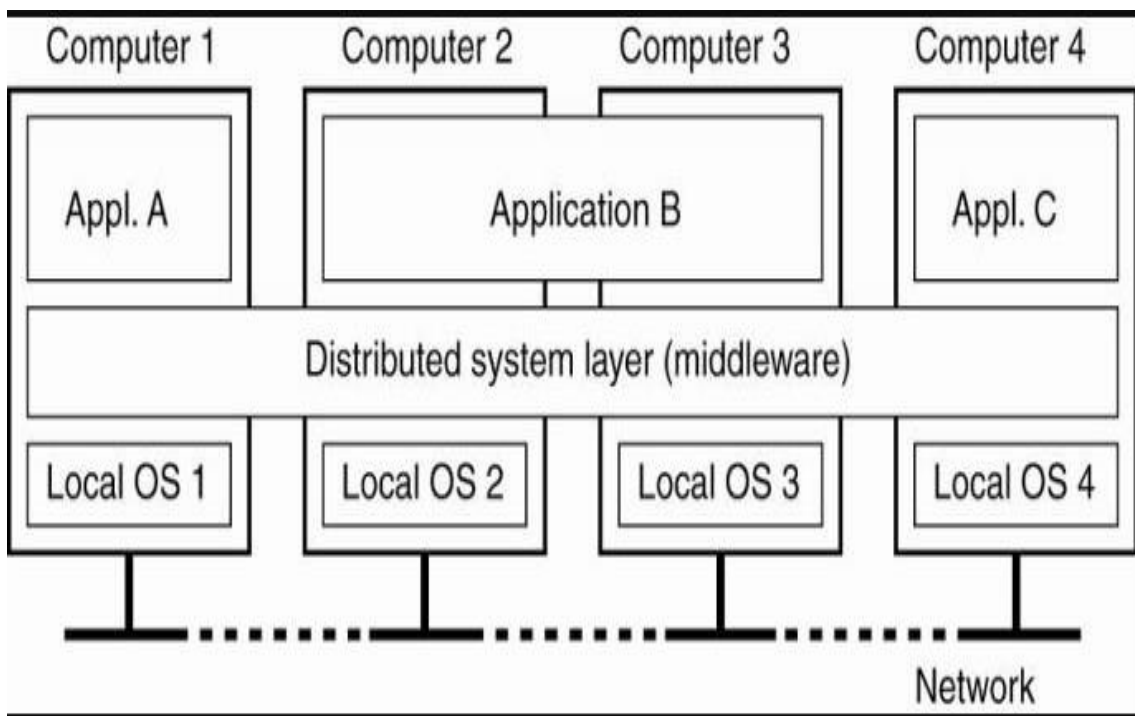 Computer 1
Computer 2
Computer 3
Computer 4
Appl. A
Application B
Appl. C
Distributed system layer (middleware)
Local OS 1
Local OS 2
Local OS 3
Local OS 4
Network